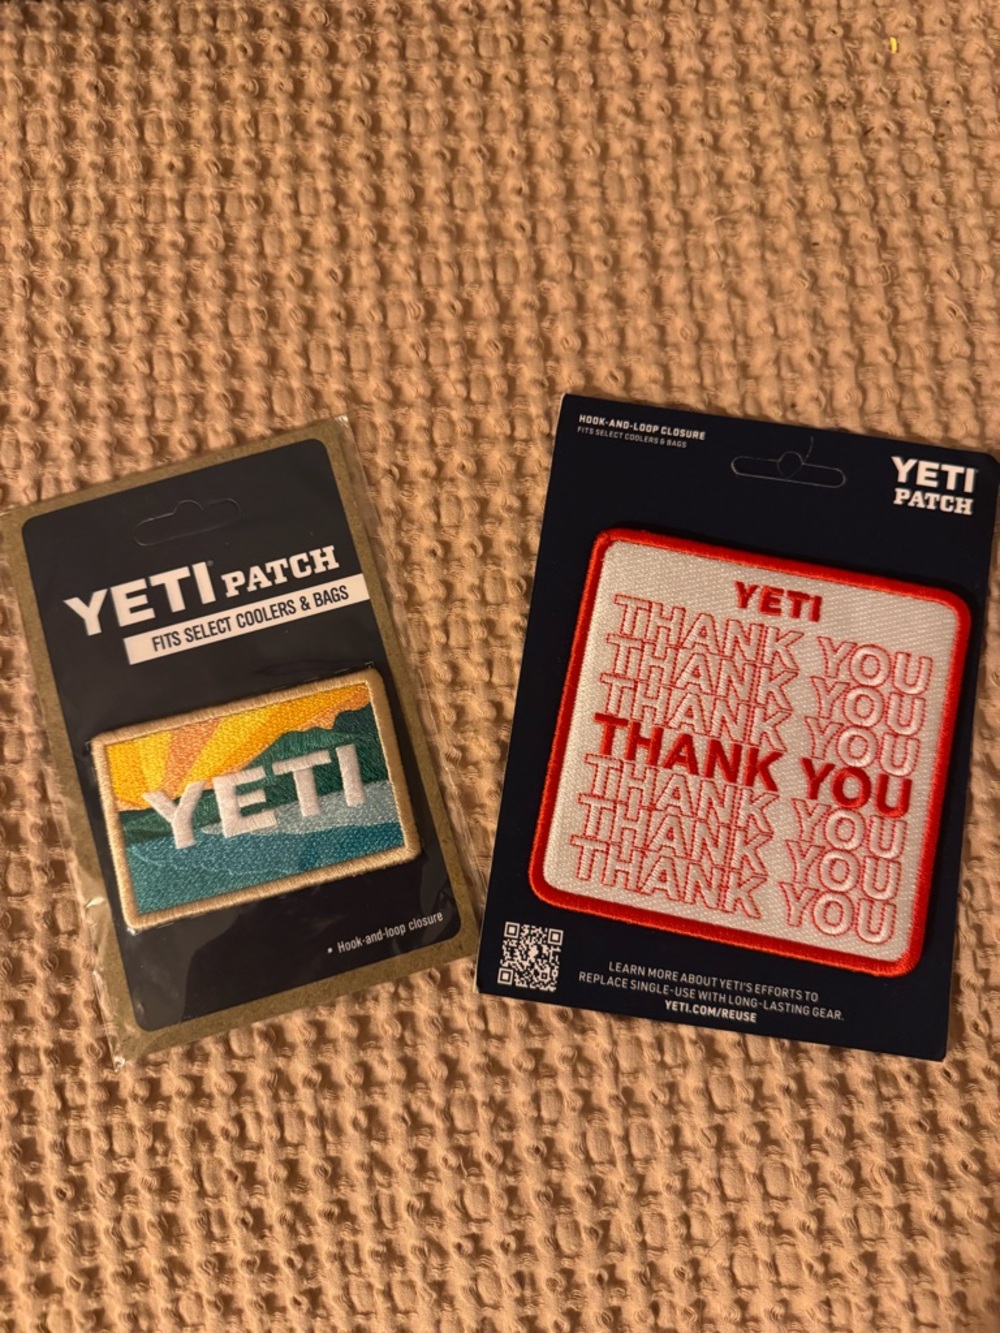 YETI PATCH
FITS SELECT COOLERS & BAGS
YETI
• Hook-and-loop closure
HOOK-AND-LOOP CLOSURE
FITS SELECT COOLERS & BAGS
YETI
PATCH
YETI
THANK YOU
THANK YOU
THANK YOU
THANK YOU
THANK YOU
THANK YOU
THANK YOU
LEARN MORE ABOUT YETI'S EFFORTS TO
REPLACE SINGLE-USE WITH LONG-LASTING GEAR.
YETI.COM/REUSE